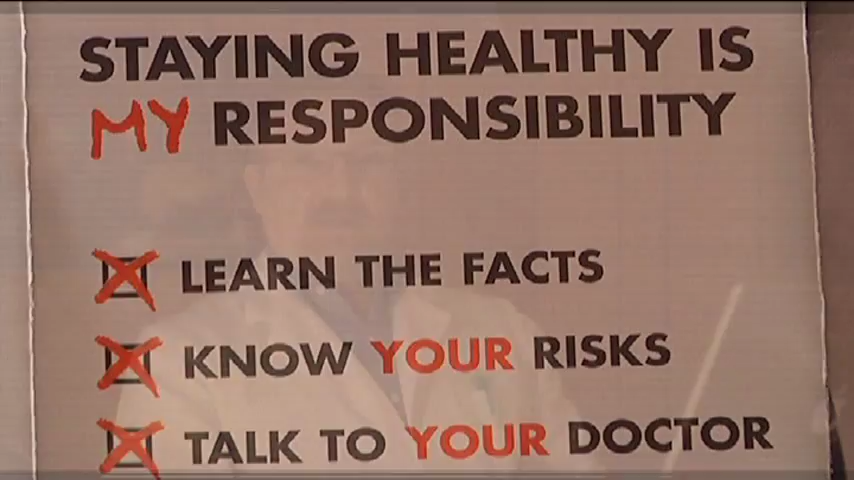 STAYING HEALTHY IS
MY RESPONSIBILITY
LEARN THE FACTS
KNOW YOUR RISKS
TALK TO YOUR DOCTOR